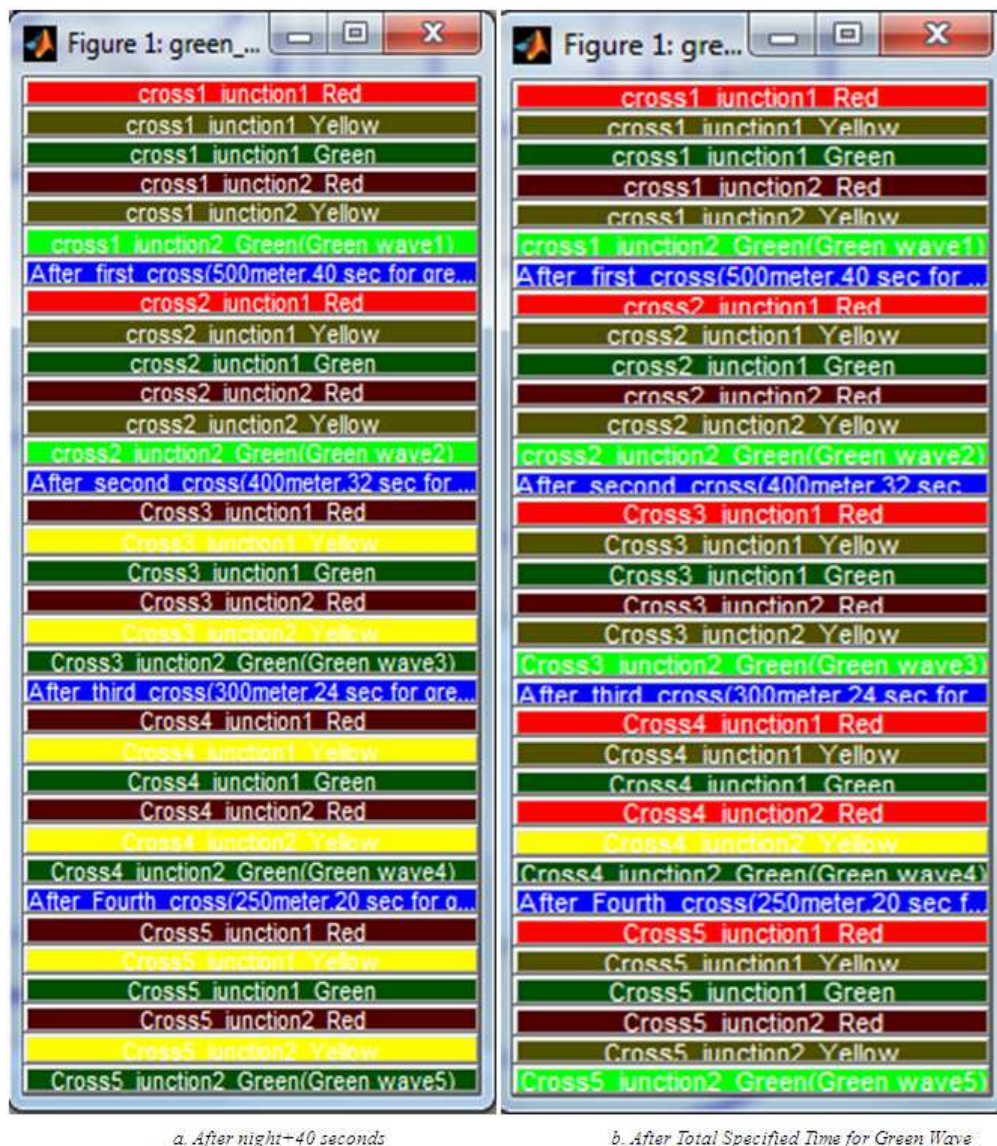 Figure 1: green_...
cross1 junction1 Red
cross1 junction1 Yellow
cross1 junction1 Green
cross1 junction2 Red
cross1 junction2 Yellow
cross1 junction2 Green(Green wave1)
After first cross(500meter,40 sec for gre...
cross2 junction1 Red
cross2 junction1 Yellow
cross2 junction1 Green
cross2 junction2 Red
cross2 junction2 Yellow
cross2 junction2 Green(Green wave2)
After second cross(400meter,32 sec for ...
Cross3 junction1 Red
Cross3 junction1 Yellow
Cross3 junction1 Green
Cross3 junction2 Red
Cross3 junction2 Yellow
Cross3 junction2 Green(Green wave3)
After third cross(300meter,24 sec for gre...
Cross4 junction1 Red
Cross4 junction1 Yellow
Cross4 junction1 Green
Cross4 junction2 Red
Cross4 junction2 Yellow
Cross4 junction2 Green(Green wave4)
After Fourth cross(250meter,20 sec for g...
Cross5 junction1 Red
Cross5 junction1 Yellow
Cross5 junction1 Green
Cross5 junction2 Red
Cross5 junction2 Yellow
Cross5 junction2 Green(Green wave5)
a. After night+40 seconds
Figure 1: gre...
cross1 junction1 Red
cross1 junction1 Yellow
cross1 junction1 Green
cross1 junction2 Red
cross1 junction2 Yellow
cross1 junction2 Green(Green wave1)
After first cross(500meter,40 sec for ...
cross2 junction1 Red
cross2 junction1 Yellow
cross2 junction1 Green
cross2 junction2 Red
cross2 junction2 Yellow
cross2 junction2 Green(Green wave2)
After second cross(400meter,32 sec ...
Cross3 junction1 Red
Cross3 junction1 Yellow
Cross3 junction1 Green
Cross3 junction2 Red
Cross3 junction2 Yellow
Cross3 junction2 Green(Green wave3)
After third cross(300meter,24 sec for ...
Cross4 junction1 Red
Cross4 junction1 Yellow
Cross4 junction1 Green
Cross4 junction2 Red
Cross4 junction2 Yellow
Cross4 junction2 Green(Green wave4)
After Fourth cross(250meter,20 sec f...
Cross5 junction1 Red
Cross5 junction1 Yellow
Cross5 junction1 Green
Cross5 junction2 Red
Cross5 junction2 Yellow
Cross5 junction2 Green(Green wave5)
b. After Total Specified Time for Green Wave